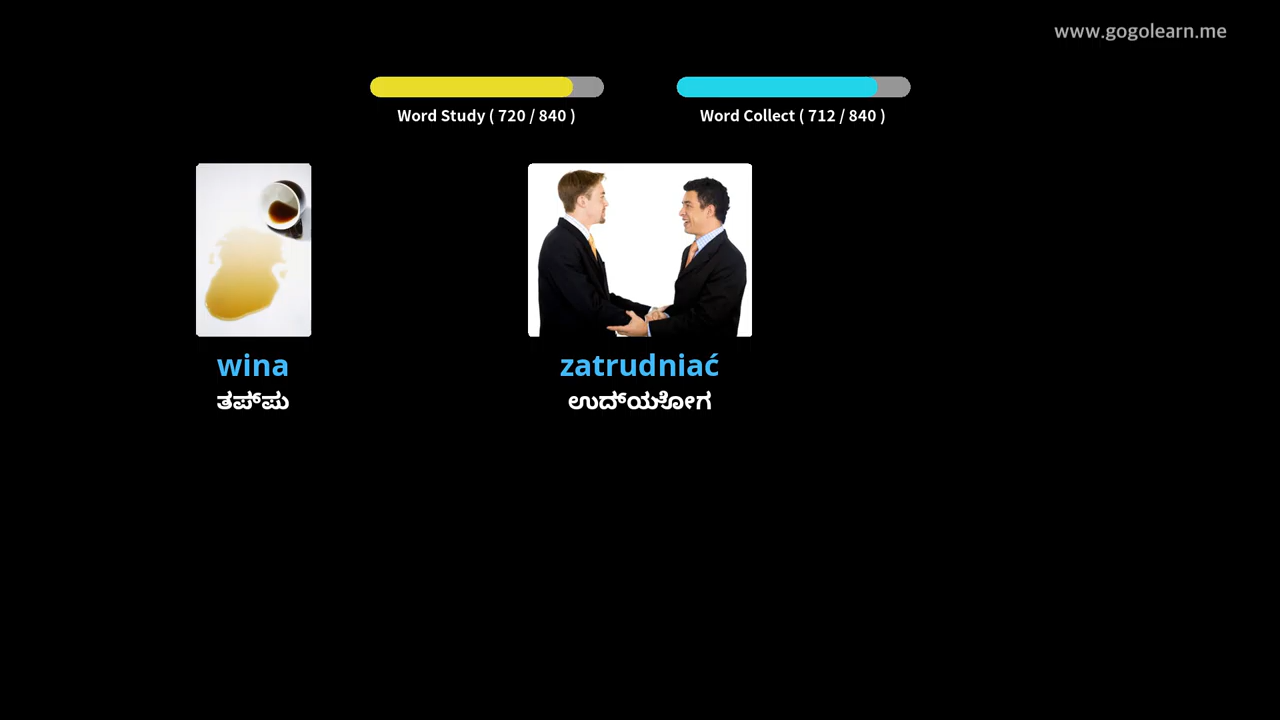 www.gogolearn.me
Word Study ( 720 / 840 )
Word Collect ( 712 / 840 )
wina
ತಪ್ಪು
zatrudniać
ಉದ್ಯೋಗ